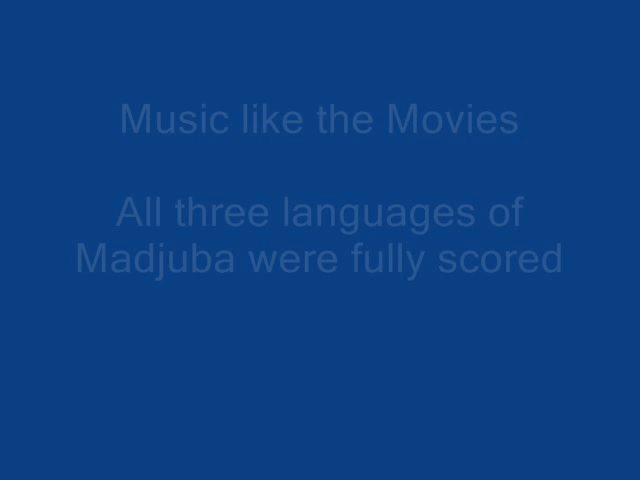 Music like the Movies
All three languages of
Madjuba were fully scored